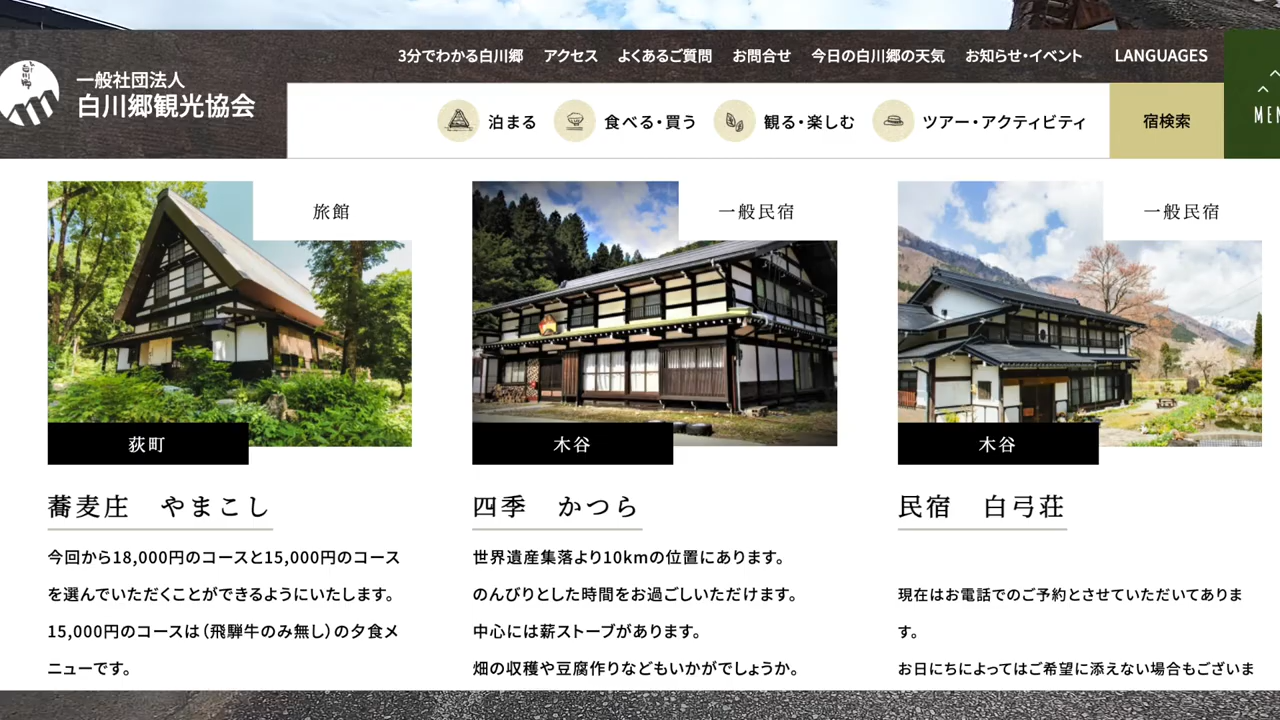 3分でわかる白川郷 アクセス よくあるご質問 お問合せ 今日の白川郷の天気 お知らせ・イベント LANGUAGES
一般社団法人
白川郷観光協会
泊まる 食べる・買う 観る・楽しむ ツアー・アクティビティ 宿検索
旅館
荻町
蕎麦庄 やまこし
今回から18,000円のコースと15,000円のコース
を選んでいただくことができるようにいたします。
15,000円のコースは（飛騨牛のみ無し）の夕食メ
ニューです。
一般民宿
木谷
四季 かつら
世界遺産集落より10kmの位置にあります。
のんびりとした時間をお過ごしいただけます。
中心には薪ストーブがあります。
畑の収穫や豆腐作りなどもいかがでしょうか。
一般民宿
木谷
民宿 白弓荘
現在はお電話でのご予約とさせていただいてありま
す。
お日にちによってはご希望に添えない場合もございま